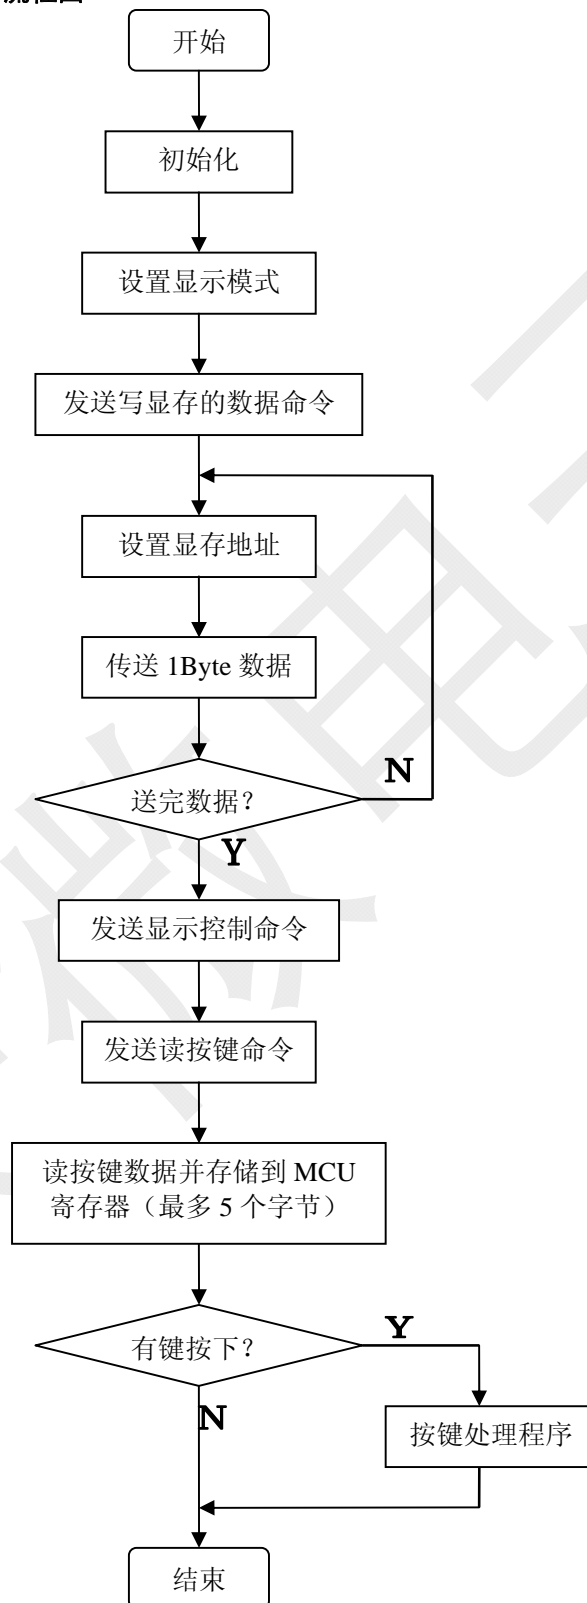 开始
初始化
设置显示模式
发送写显存的数据命令
设置显存地址
传送 1Byte 数据
N
送完数据？
Y
发送显示控制命令
发送读按键命令
读按键数据并存储到 MCU
寄存器（最多 5 个字节）
Y
有键按下？
N
按键处理程序
结束